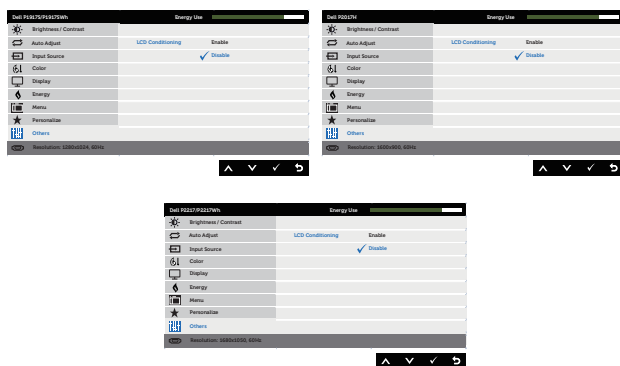 Dell P1917S/P1917SWh Energy Use
Brightness / Contrast
Auto Adjust LCD Conditioning Enable
Input Source Disable
Color
Display
Energy
Menu
Personalize
Others
Resolution: 1280x1024, 60Hz
Dell P2017H Energy Use
Brightness / Contrast
Auto Adjust LCD Conditioning Enable
Input Source Disable
Color
Display
Energy
Menu
Personalize
Others
Resolution: 1600x900, 60Hz
Dell P2217/P2217Wh Energy Use
Brightness / Contrast
Auto Adjust LCD Conditioning Enable
Input Source Disable
Color
Display
Energy
Menu
Personalize
Others
Resolution: 1680x1050, 60Hz